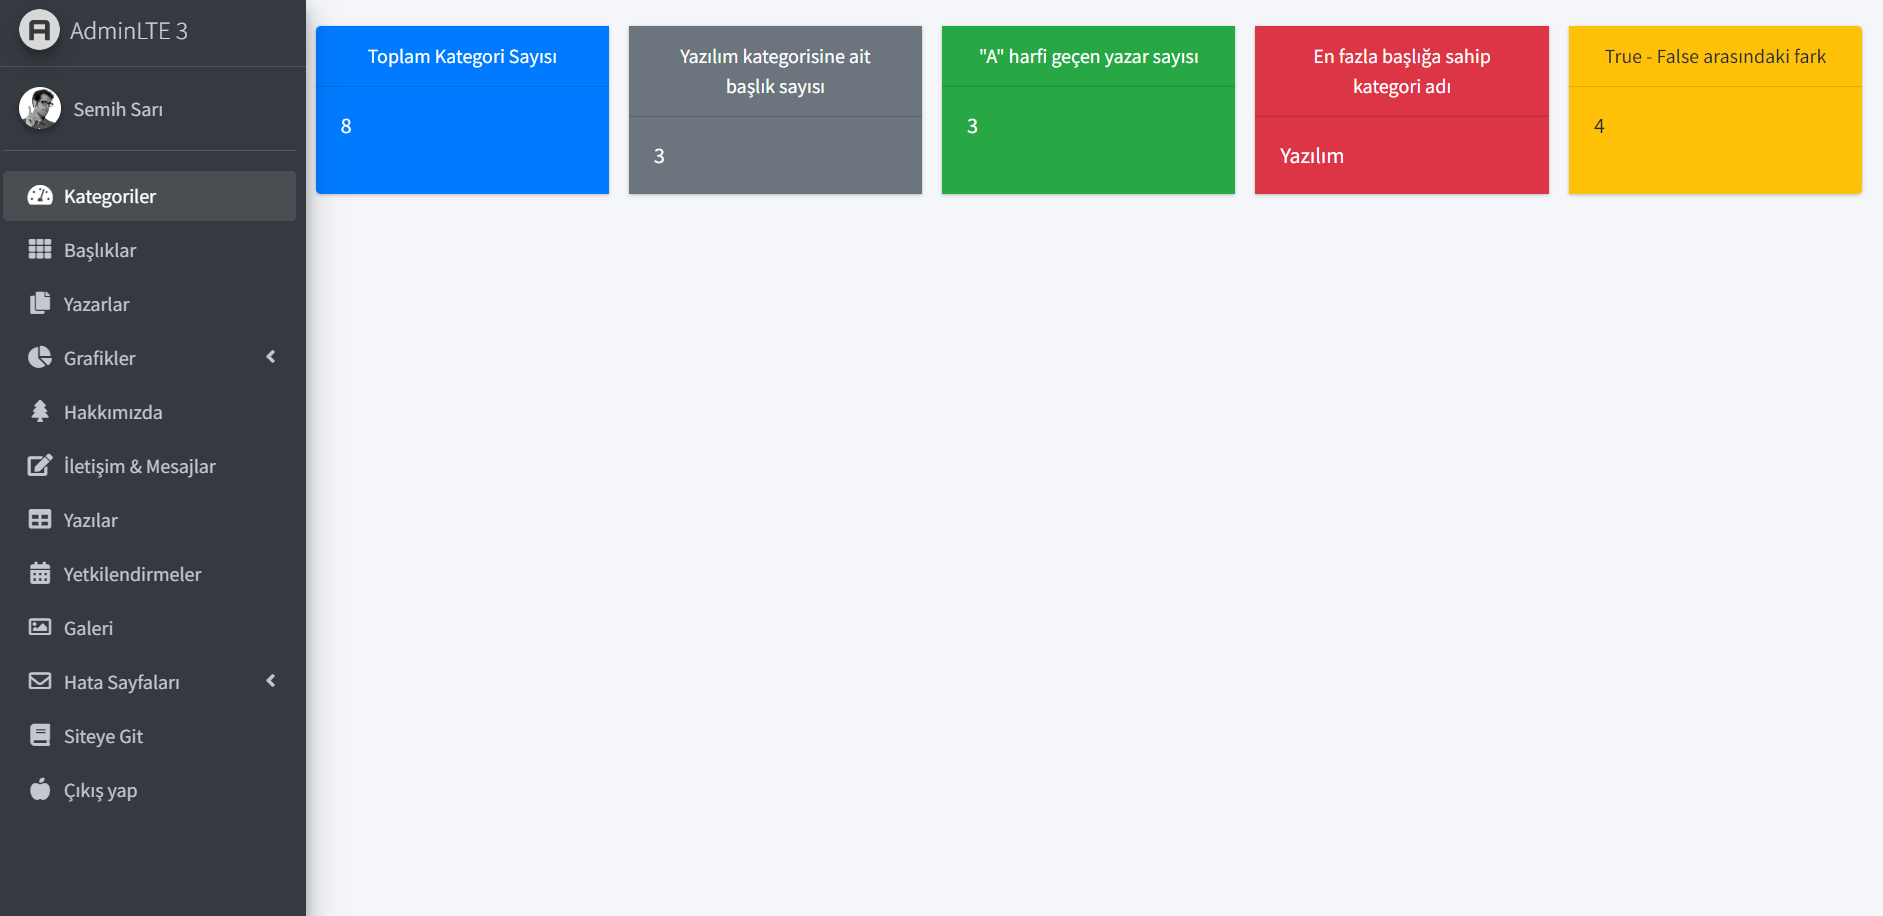 AdminLTE 3
Semih Sarı
Kategoriler
Başlıklar
Yazarlar
Grafikler
Hakkımızda
İletişim & Mesajlar
Yazılar
Yetkilendirmeler
Galeri
Hata Sayfaları
Siteye Git
Çıkış yap
Toplam Kategori Sayısı
8
Yazılım kategorisine ait
başlık sayısı
3
"A" harfi geçen yazar sayısı
3
En fazla başlığa sahip
kategori adı
Yazılım
True - False arasındaki fark
4